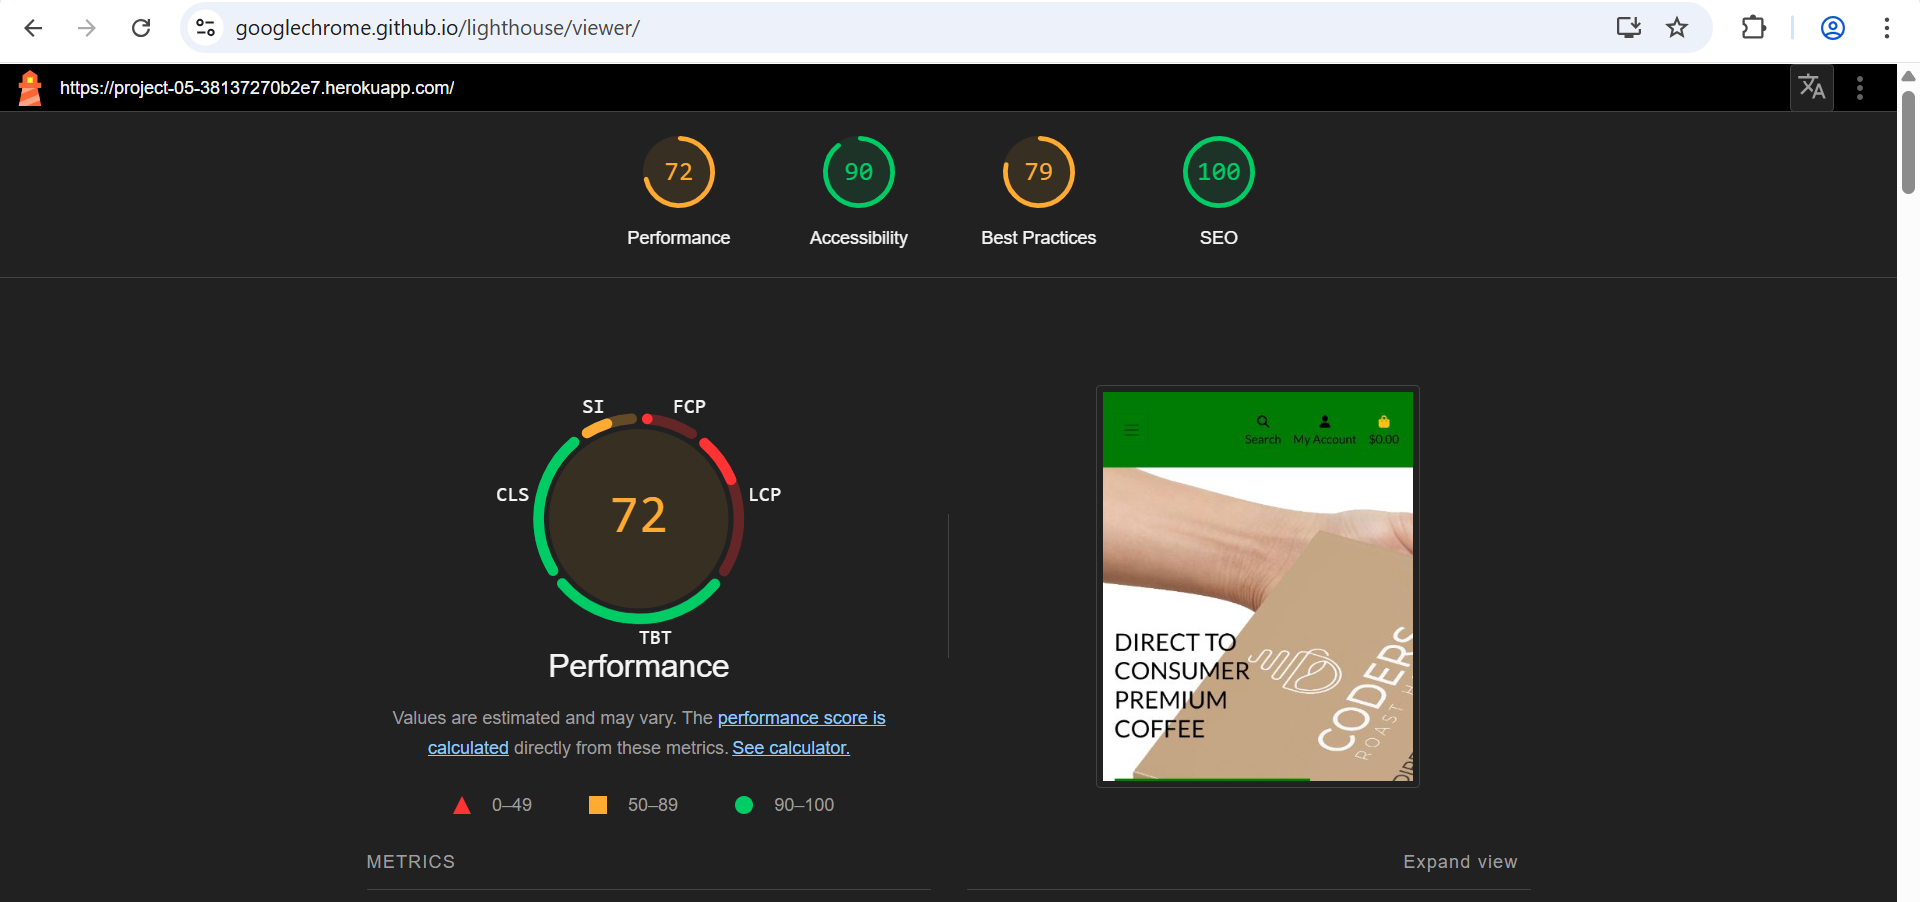 googlechrome.github.io/lighthouse/viewer/
https://project-05-38137270b2e7.herokuapp.com/
72
90
79
100
Performance
Accessibility
Best Practices
SEO
SI
FCP
CLS
LCP
72
TBT
Performance
Values are estimated and may vary. The performance score is
calculated directly from these metrics. See calculator.
0–49
50–89
90–100
Search
My Account
$0.00
DIRECT TO
CONSUMER
PREMIUM
COFFEE
CODERS
ROAST
METRICS
Expand view